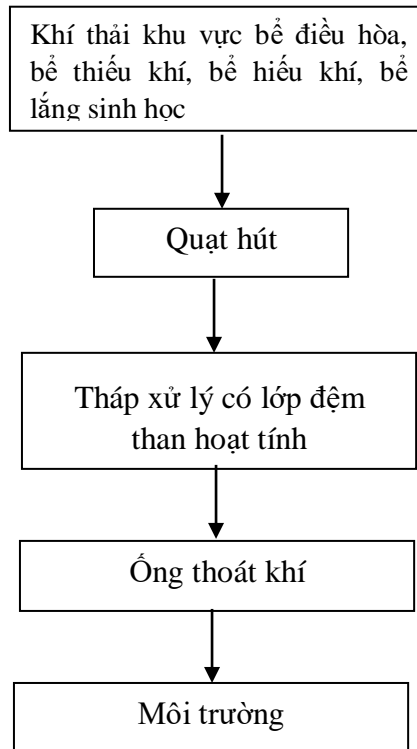 Khí thải khu vực bể điều hòa,
bể thiếu khí, bể hiếu khí, bể
lắng sinh học
Quạt hút
Tháp xử lý có lớp đệm
than hoạt tính
Ống thoát khí
Môi trường